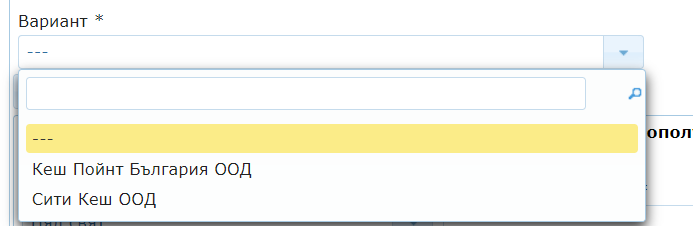 Вариант *
---
---
Кеш Пойнт България ООД
Сити Кеш ООД